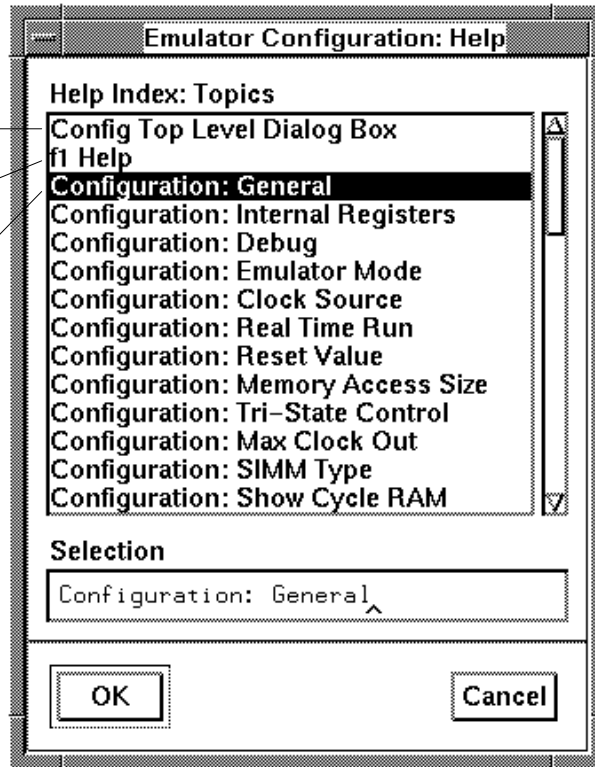 Emulator Configuration: Help
Help Index: Topics
Config Top Level Dialog Box
f1 Help
Configuration: General
Configuration: Internal Registers
Configuration: Debug
Configuration: Emulator Mode
Configuration: Clock Source
Configuration: Real Time Run
Configuration: Reset Value
Configuration: Memory Access Size
Configuration: Tri-State Control
Configuration: Max Clock Out
Configuration: SIMM Type
Configuration: Show Cycle RAM
Selection
Configuration: General
OK
Cancel